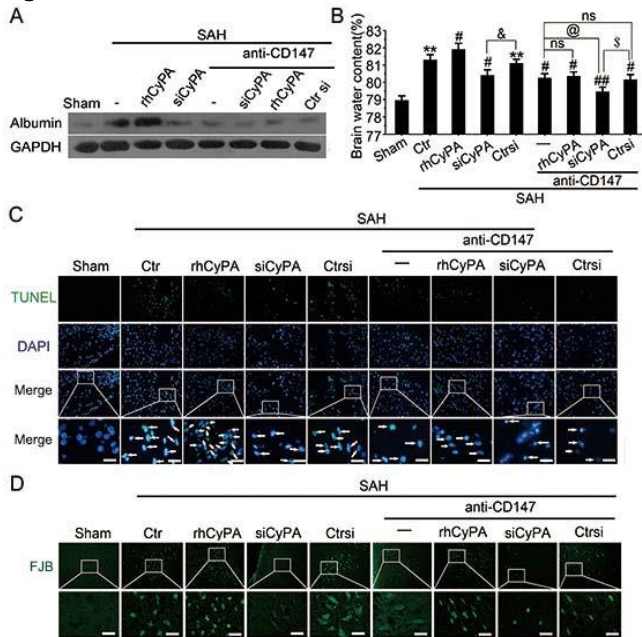 A
SAH
anti-CD147
Sham - rhCyPA siCyPA - siCyPA rhCyPA Ctr si
Albumin
GAPDH
B
Brain water content(%)
83
82
81
80
79
78
77
** # # & ** # ns # @ ## $ # ns
Sham Ctr rhCyPA siCyPA Ctrsi — rhCyPA siCyPA Ctrsi
anti-CD147
SAH
C
SAH
anti-CD147
Sham Ctr rhCyPA siCyPA Ctrsi — rhCyPA siCyPA Ctrsi
TUNEL
DAPI
Merge
Merge
D
SAH
anti-CD147
Sham Ctr rhCyPA siCyPA Ctrsi — rhCyPA siCyPA Ctrsi
FJB